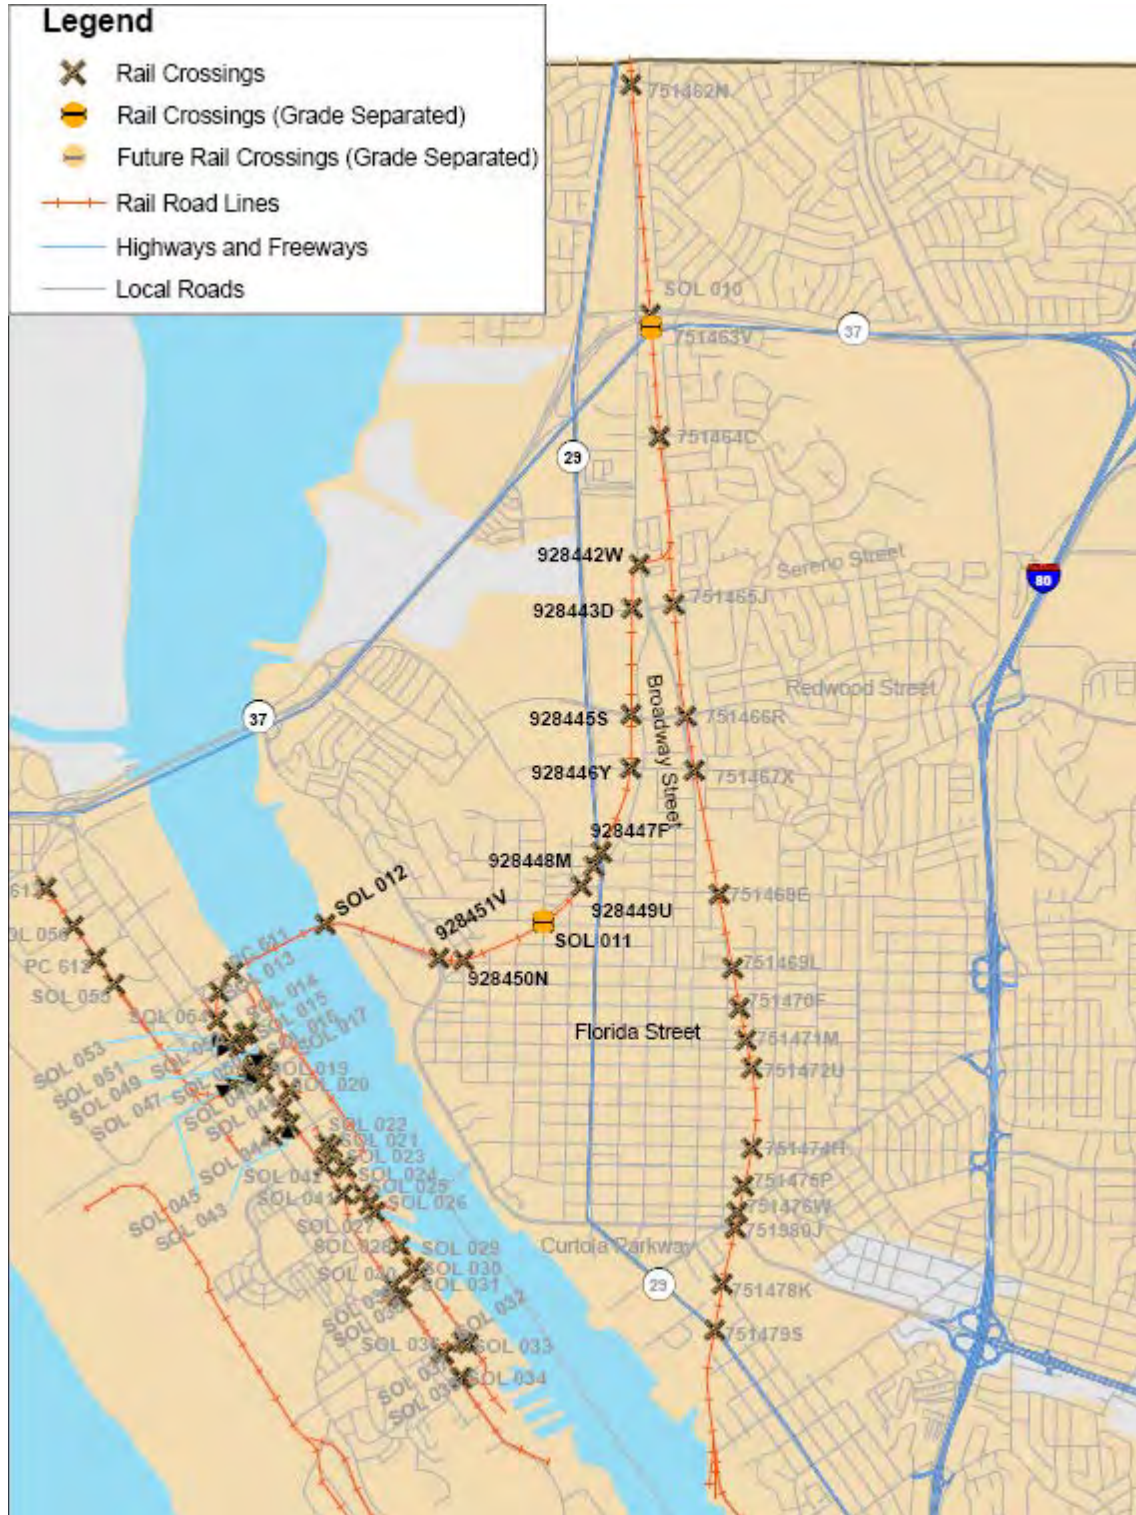 Legend
Rail Crossings
Rail Crossings (Grade Separated)
Future Rail Crossings (Grade Separated)
Rail Road Lines
Highways and Freeways
Local Roads
751462N
SOL 010
751463V
37
751464C
29
928442W
Sereno Street
80
928443D
751465J
Redwood Street
Broadway Street
928445S
751466R
37
928446Y
751467X
928447F
928448M
928449U
751468E
SOL 012
928451V
SOL 011
928450N
PC 612
SOL 055
PC 611
SOL 013
751469L
SOL 014
SOL 015
SOL 016
SOL 017
SOL 054
751470F
Florida Street
751471M
SOL 053
SOL 051
SOL 049
SOL 047
SOL 019
SOL 020
751472U
SOL 022
SOL 021
SOL 023
SOL 024
SOL 025
SOL 026
SOL 044
SOL 042
SOL 041
SOL 045
SOL 043
SOL 027
SOL 028
751474H
751475P
751476W
751980J
Curtola Parkway
SOL 029
SOL 030
SOL 031
SOL 040
29
751478K
SOL 032
SOL 033
SOL 034
751479S